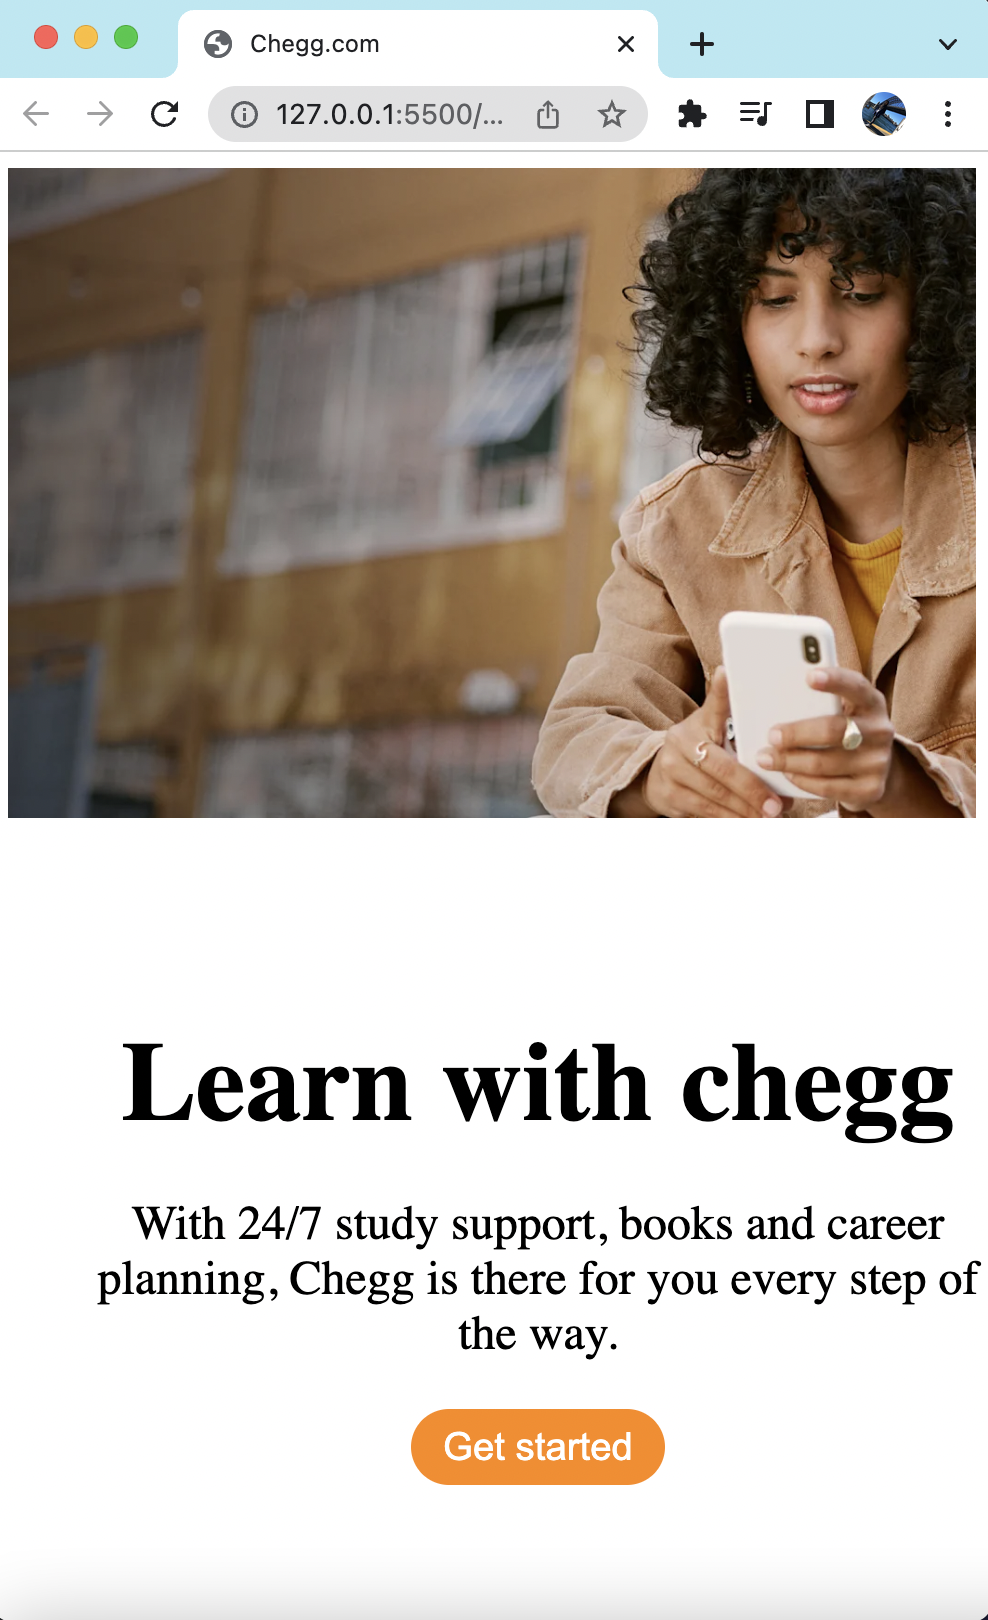 Chegg.com
127.0.0.1:5500/...
Learn with chegg
With 24/7 study support, books and career
planning, Chegg is there for you every step of
the way.
Get started